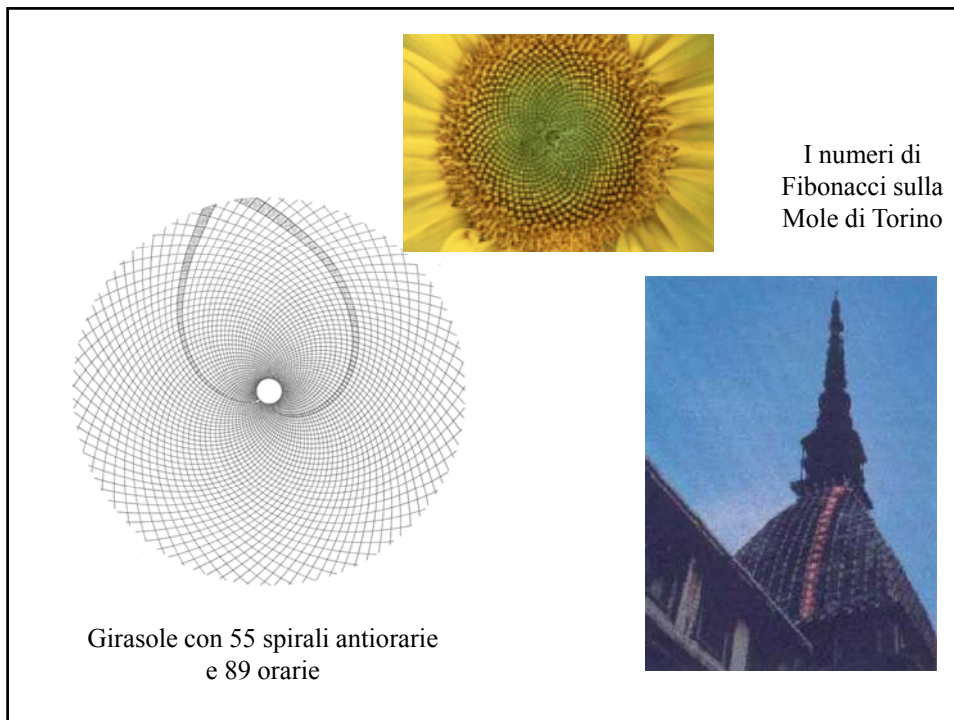 I numeri di
Fibonacci sulla
Mole di Torino
Girasole con 55 spirali antiorarie
e 89 orarie